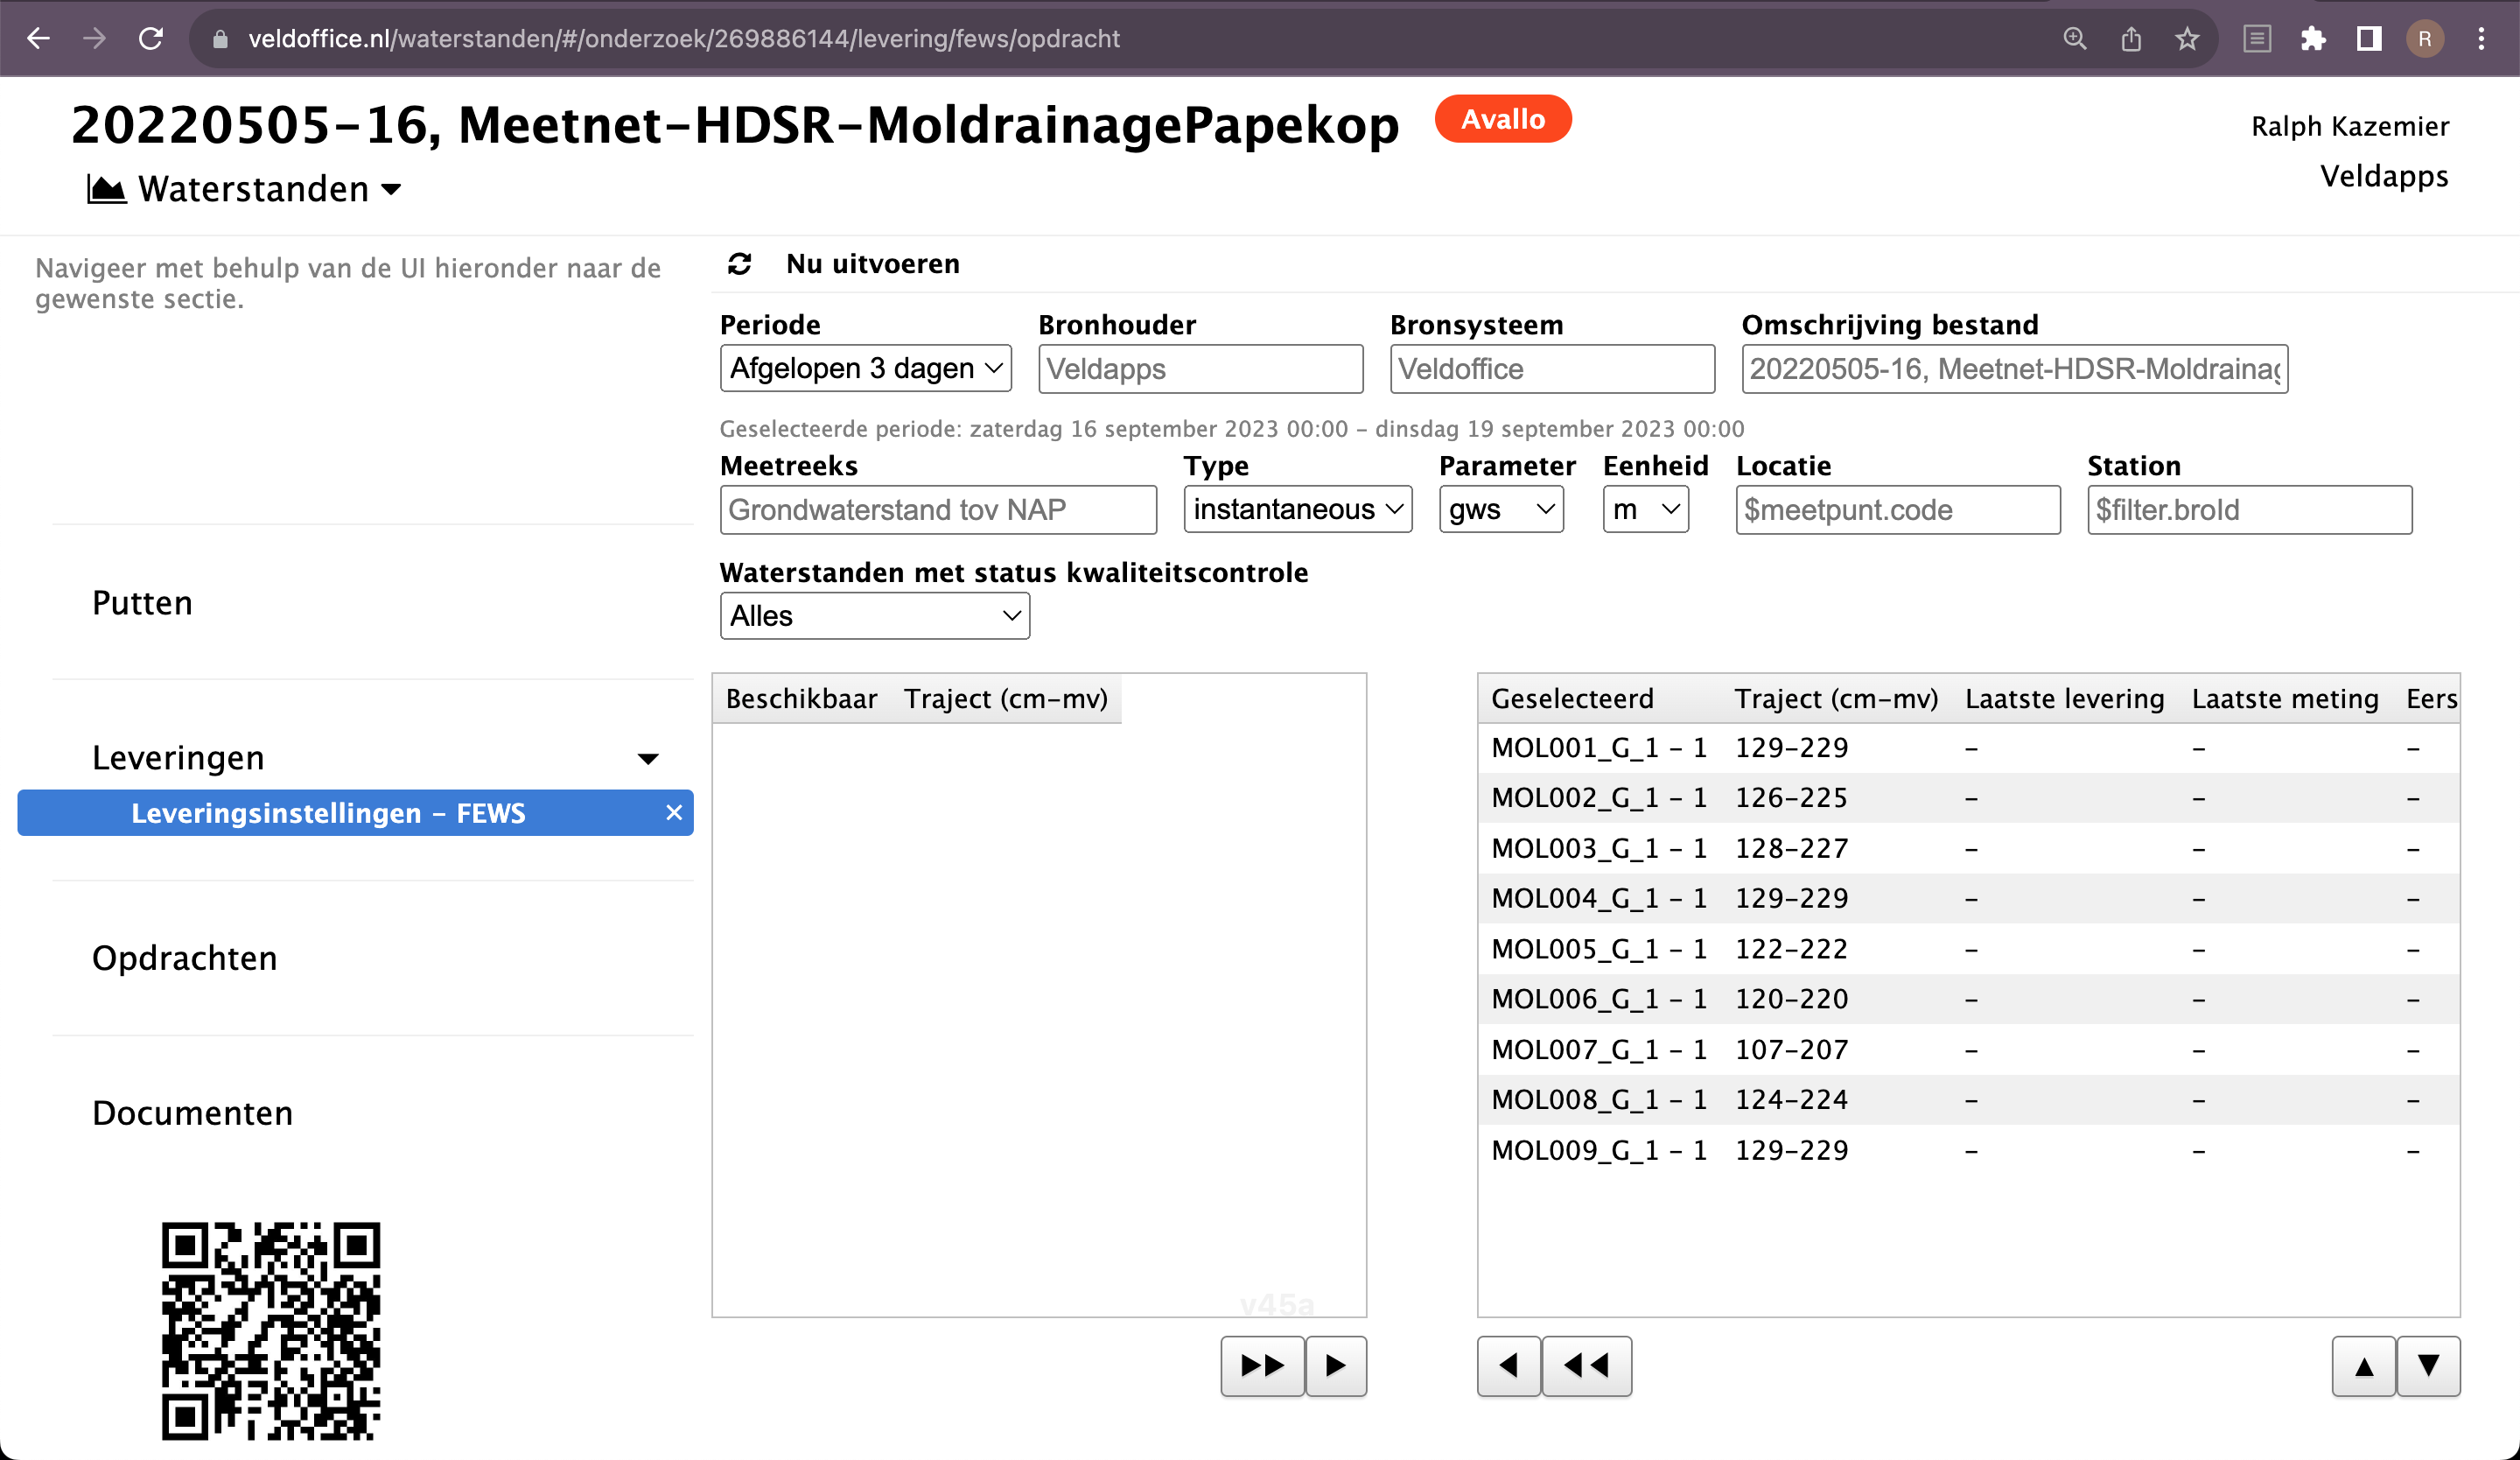 veldoffice.nl/waterstanden/#/onderzoek/269886144/levering/fews/opdracht
R
20220505-16, Meetnet-HDSR-MoldrainagePapekop Avallo
Ralph Kazemier
Veldapps
Waterstanden
Navigeer met behulp van de UI hieronder naar de
gewenste sectie.
Putten
Leveringen
Leveringsinstellingen – FEWS ×
Opdrachten
Documenten
Nu uitvoeren
Periode Bronhouder Bronsysteem Omschrijving bestand
Afgelopen 3 dagen Veldapps Veldoffice 20220505-16, Meetnet-HDSR-Moldrainag
Geselecteerde periode: zaterdag 16 september 2023 00:00 – dinsdag 19 september 2023 00:00
Meetreeks Type Parameter Eenheid Locatie Station
Grondwaterstand tov NAP instantaneous gws m $meetpunt.code $filter.broId
Waterstanden met status kwaliteitscontrole
Alles
Beschikbaar Traject (cm-mv)
v45a
Geselecteerd Traject (cm-mv) Laatste levering Laatste meting Eers
MOL001_G_1 - 1 129-229 - - -
MOL002_G_1 - 1 126-225 - - -
MOL003_G_1 - 1 128-227 - - -
MOL004_G_1 - 1 129-229 - - -
MOL005_G_1 - 1 122-222 - - -
MOL006_G_1 - 1 120-220 - - -
MOL007_G_1 - 1 107-207 - - -
MOL008_G_1 - 1 124-224 - - -
MOL009_G_1 - 1 129-229 - - -